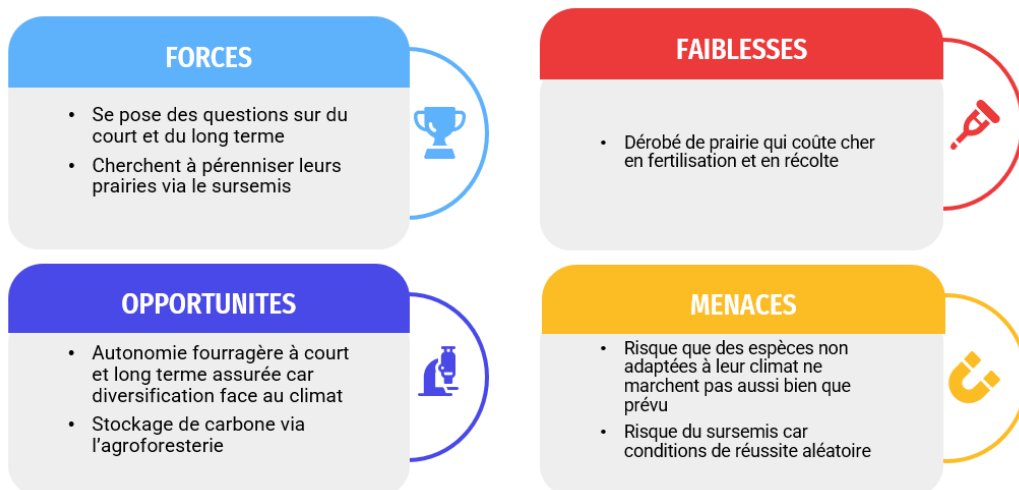 FORCES
• Se pose des questions sur du
court et du long terme
• Cherchent à pérenniser leurs
prairies via le sursemis
FAIBLESSES
• Dérobé de prairie qui coûte cher
en fertilisation et en récolte
OPPORTUNITES
• Autonomie fourragère à court
et long terme assurée car
diversification face au climat
• Stockage de carbone via
l'agroforesterie
MENACES
• Risque que des espèces non
adaptées à leur climat ne
marchent pas aussi bien que
prévu
• Risque du sursemis car
conditions de réussite aléatoire